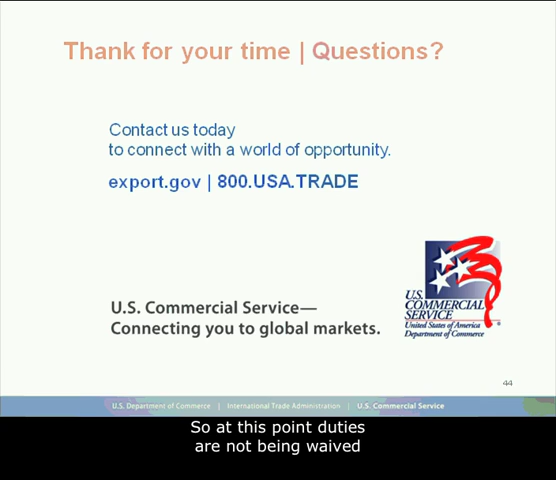 Thank for your time | Questions?
Contact us today
to connect with a world of opportunity.
export.gov | 800.USA.TRADE
U.S. Commercial Service—
Connecting you to global markets.
U.S.
COMMERCIAL
SERVICE
United States of America
Department of Commerce
44
U.S. Department of Commerce | International Trade Administration | U.S. Commercial Service
So at this point duties
are not being waived